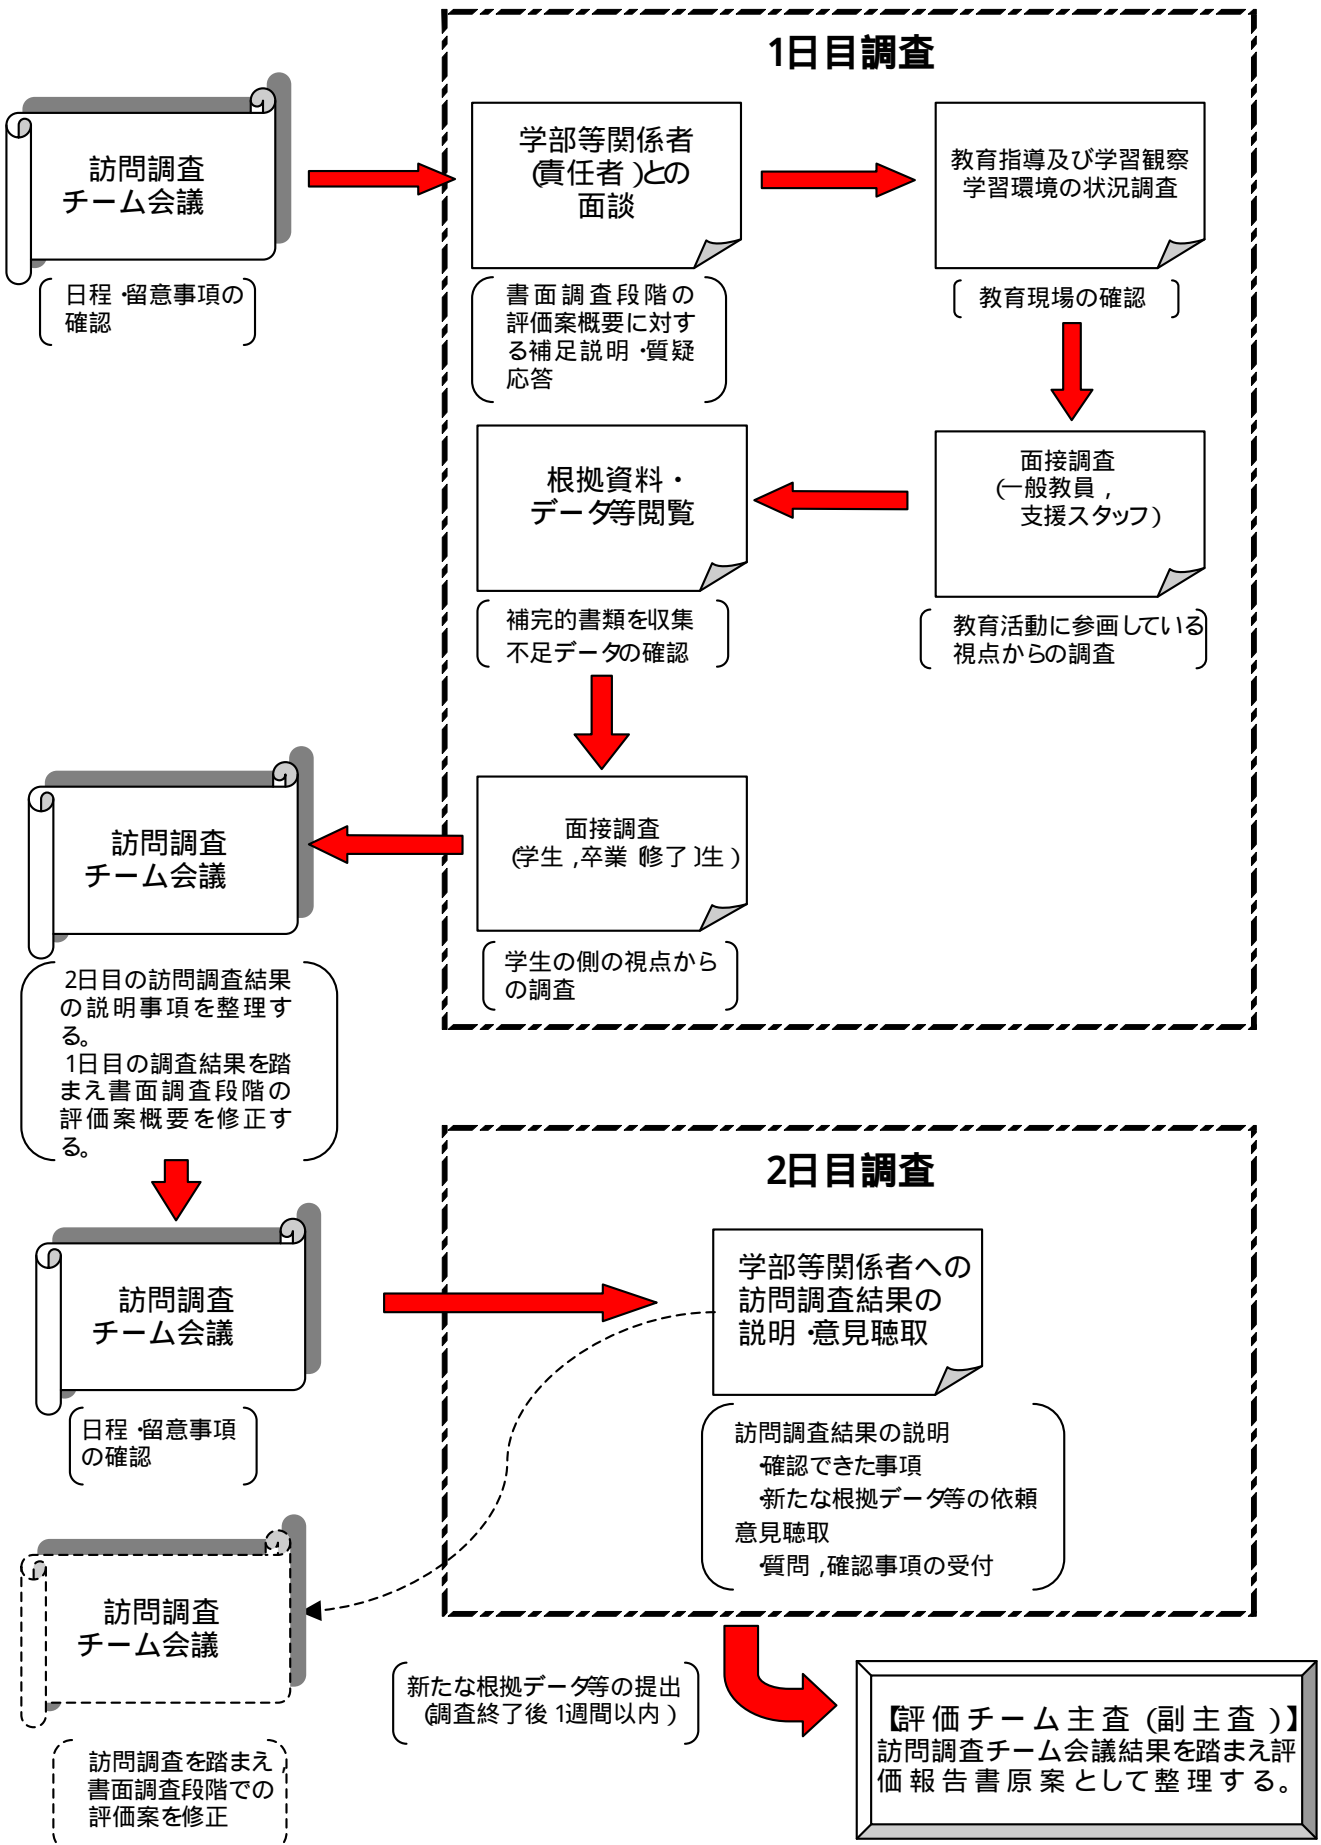 1日目調査
訪問調査
チーム会議
日程・留意事項の
確認
学部等関係者
(責任者)との
面談
書面調査段階の
評価案概要に対す
る補足説明・質疑
応答
教育指導及び学習観察
学習環境の状況調査
教育現場の確認
面接調査
(一般教員,
支援スタッフ)
教育活動に参画している
視点からの調査
根拠資料・
データ等閲覧
補完的書類を収集
不足データの確認
面接調査
(学生,卒業(修了)生)
学生の側の視点から
の調査
訪問調査
チーム会議
2日目の訪問調査結果
の説明事項を整理す
る。
1日目の調査結果を踏
まえ書面調査段階の
評価案概要を修正す
る。
2日目調査
訪問調査
チーム会議
日程・留意事項
の確認
学部等関係者への
訪問調査結果の
説明・意見聴取
訪問調査結果の説明
・確認できた事項
・新たな根拠データ等の依頼
意見聴取
・質問,確認事項の受付
訪問調査
チーム会議
訪問調査を踏まえ,
書面調査段階での
評価案を修正
新たな根拠データ等の提出
(調査終了後1週間以内)
【評価チーム主査(副主査)】
訪問調査チーム会議結果を踏まえ評
価報告書原案として整理する。